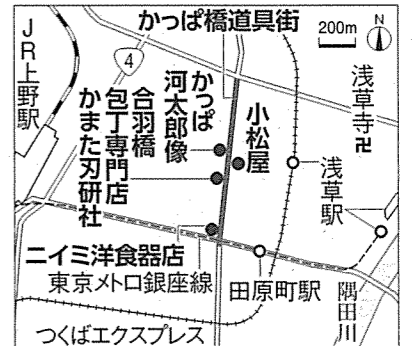 かっぱ橋道具街
200m
N
JR上野駅
4
かっぱ
河太郎像
合羽橋
包丁専門店
かまた刃研社
小松屋
浅草寺卍
浅草駅
ニイミ洋食器店
東京メトロ銀座線
田原町駅
隅田川
つくばエクスプレス